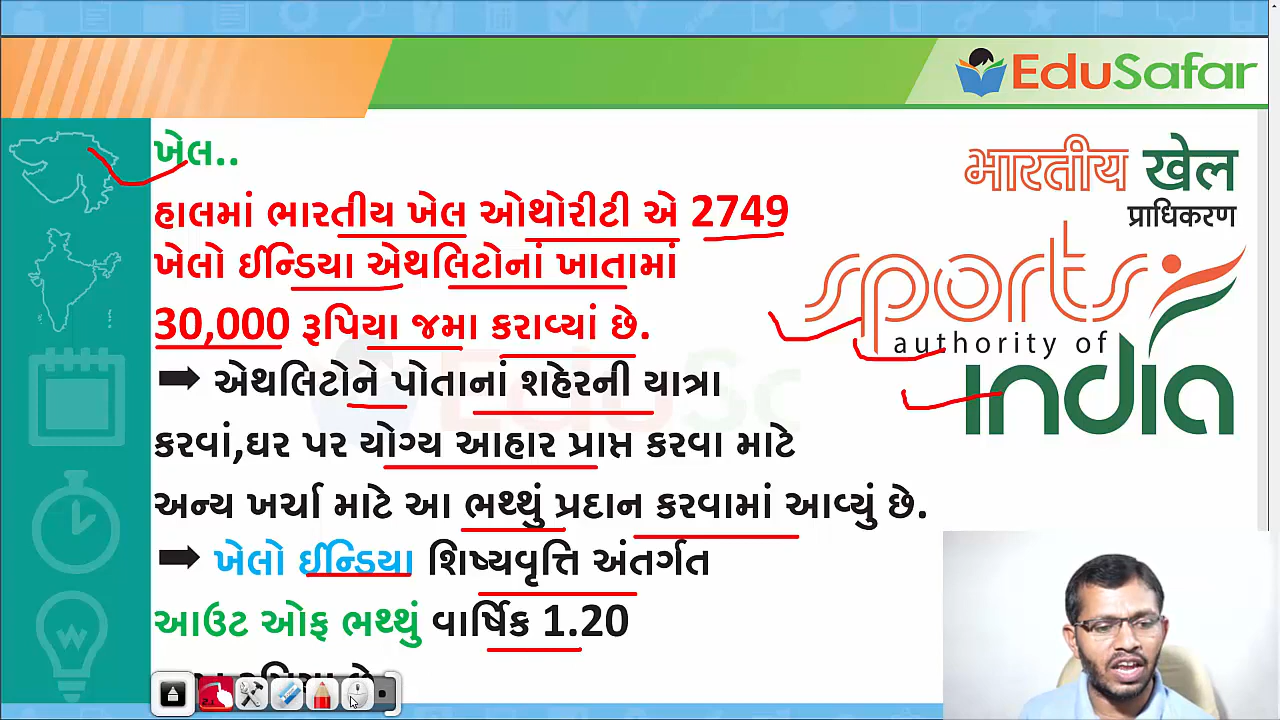 EduSafar
ખેલ..
હાલમાં ભારતીય ખેલ ઓથોરીટી એ 2749
ખેલો ઈન્ડિયા એથલિટોનાં ખાતામાં
30,000 રૂપિયા જમા કરાવ્યાં છે.
➡ એથલિટોને પોતાનાં શહેરની યાત્રા
કરવાં,ઘર પર યોગ્ય આહાર પ્રાપ્ત કરવા માટે
અન્ય ખર્ચા માટે આ ભથ્થું પ્રદાન કરવામાં આવ્યું છે.
➡ ખેલો ઈન્ડિયા શિષ્યવૃત્તિ અંતર્ગત
આઉટ ઓફ ભથ્થું વાર્ષિક 1.20
भारतीय खेल
प्राधिकरण
sports
authority of
india